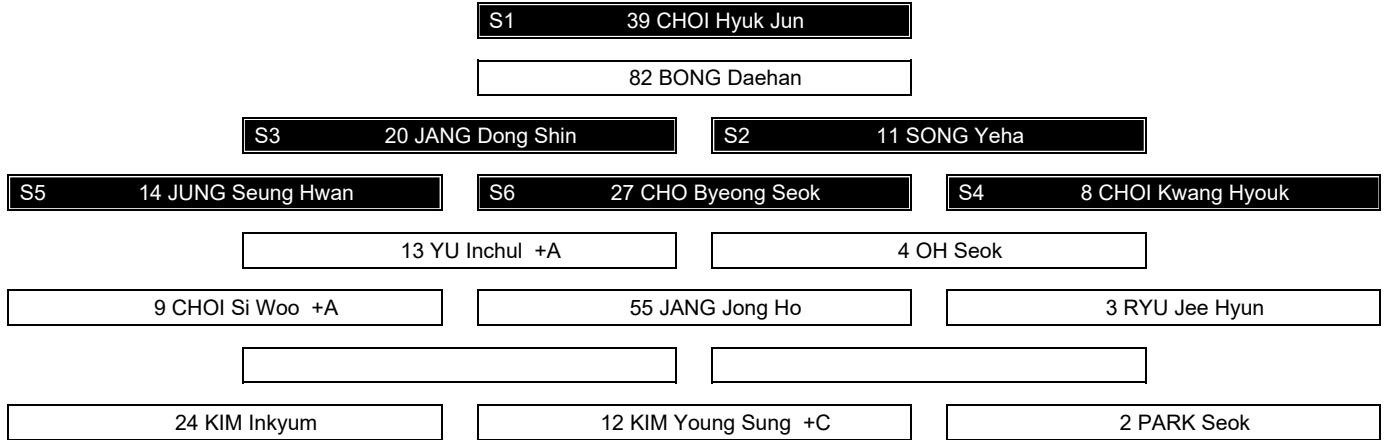 S1 39 CHOI Hyuk Jun
82 BONG Daehan
S3 20 JANG Dong Shin S2 11 SONG Yeha
S5 14 JUNG Seung Hwan S6 27 CHO Byeong Seok S4 8 CHOI Kwang Hyouk
13 YU Inchul +A 4 OH Seok
9 CHOI Si Woo +A 55 JANG Jong Ho 3 RYU Jee Hyun
24 KIM Inkyum 12 KIM Young Sung +C 2 PARK Seok